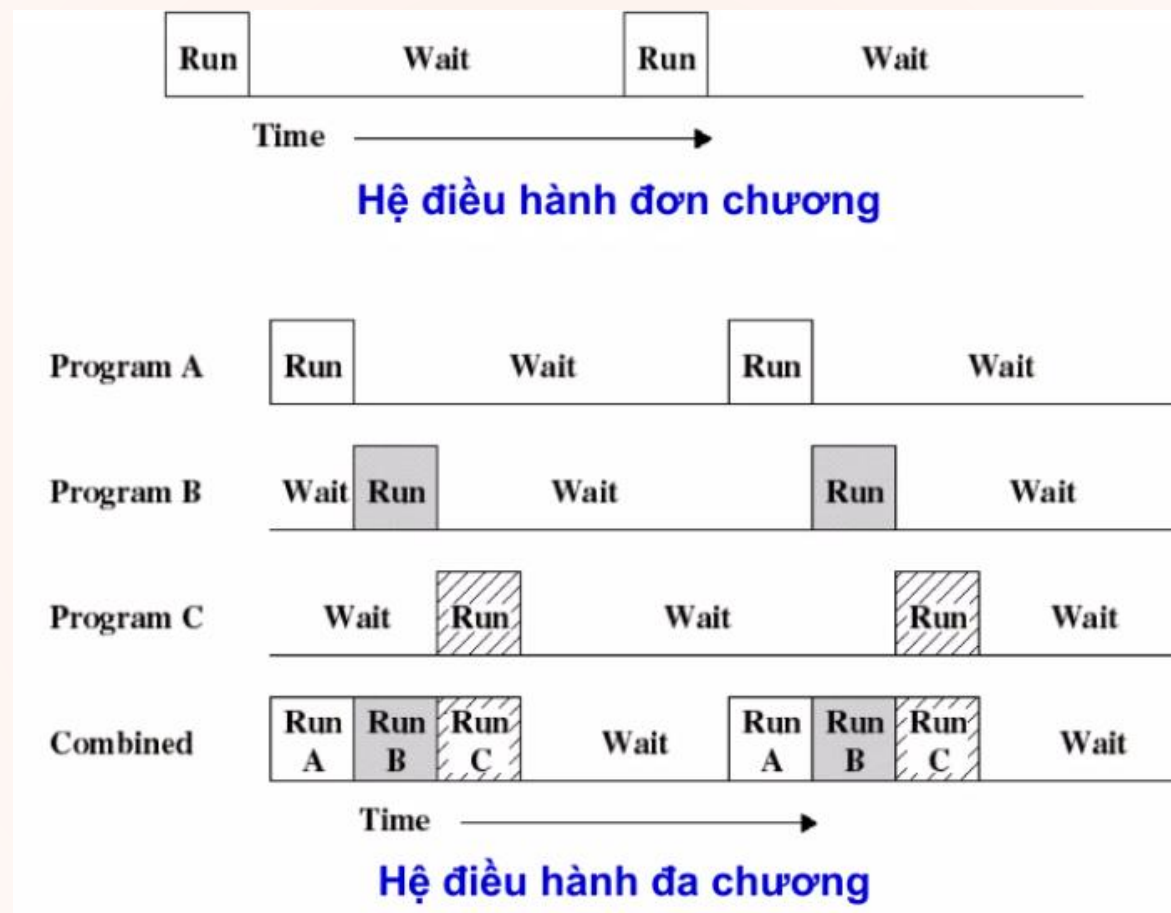 Run Wait Run Wait
Time
Hệ điều hành đơn chương
Program A Run Wait Run Wait
Program B Wait Run Wait Run Wait
Program C Wait Run Wait Run Wait
Combined Run A Run B Run C Wait Run A Run B Run C Wait
Time
Hệ điều hành đa chương